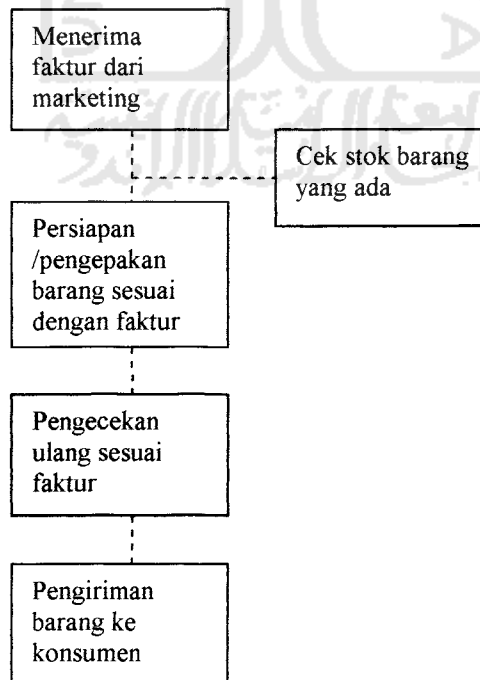 Menerima
faktur dari
marketing
Cek stok barang
yang ada
Persiapan
/pengepakan
barang sesuai
dengan faktur
Pengecekan
ulang sesuai
faktur
Pengiriman
barang ke
konsumen